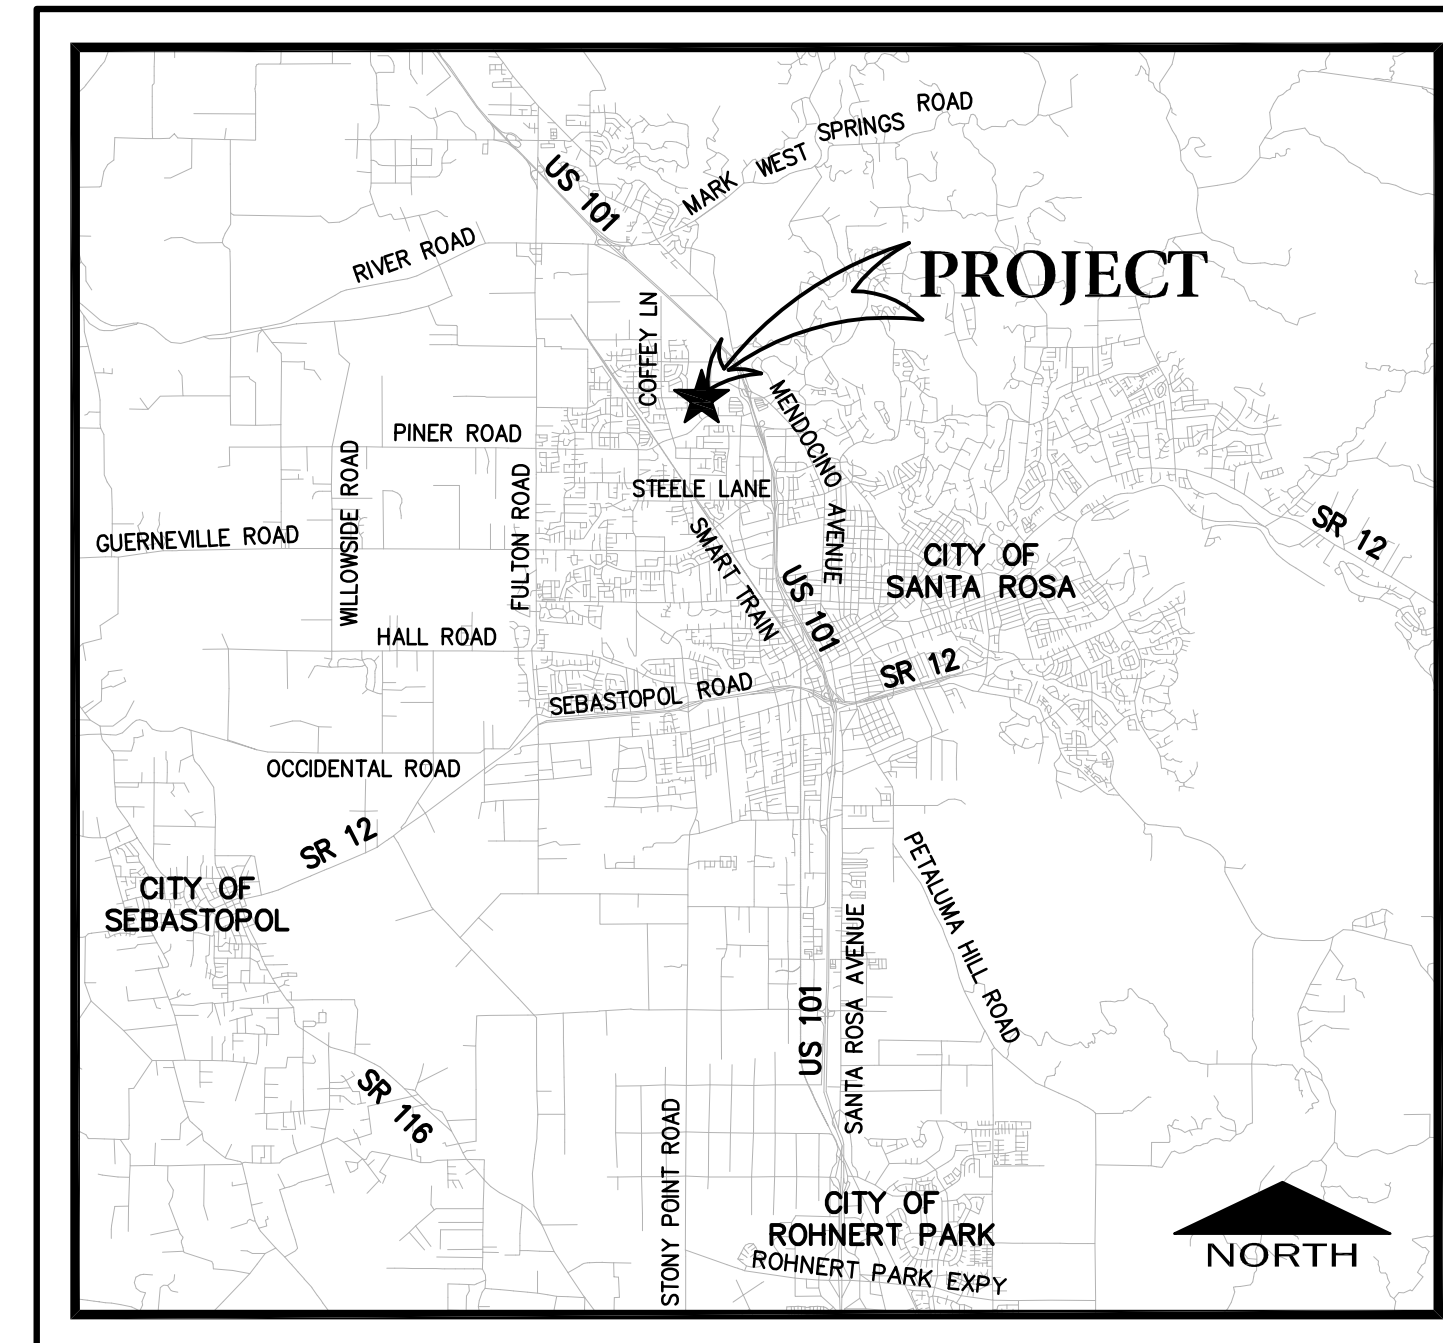 ROAD
SPRINGS
WEST
MARK
US 101
RIVER ROAD
PROJECT
COFFEY LN
MENDOCINO AVENUE
PINER ROAD
WILLOWSIDE ROAD
FULTON ROAD
STEELE LANE
GUERNEVILLE ROAD
SMART TRAIN
SR 12
CITY OF
SANTA ROSA
US 101
HALL ROAD
SR 12
SEBASTOPOL ROAD
OCCIDENTAL ROAD
SR 12
CITY OF
SEBASTOPOL
PETALUMA HILL ROAD
SANTA ROSA AVENUE
US 101
SR 116
STONY POINT ROAD
CITY OF
ROHNERT PARK
ROHNERT PARK EXPY
NORTH